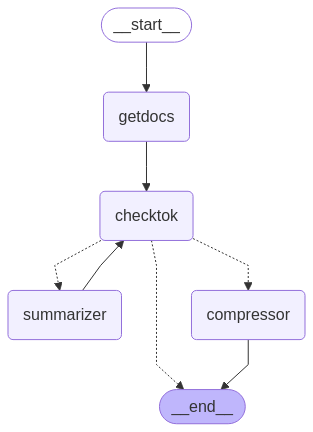 __start__
getdocs
checktok
summarizer
compressor
__end__